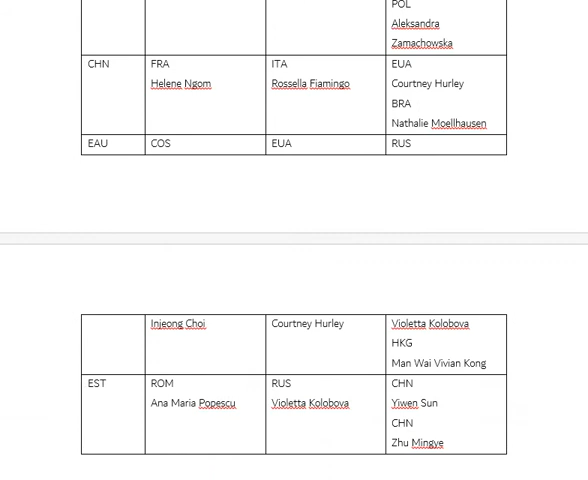 POL
Aleksandra
Zamachowska
CHN FRA ITA EUA
Helene Ngom Rossella Fiamingo Courtney Hurley
BRA
Nathalie Moellhausen
EAU COS EUA RUS
Injeong Choi Courtney Hurley Violetta Kolobova
HKG
Man Wai Vivian Kong
EST ROM RUS CHN
Ana Maria Popescu Violetta Kolobova Yiwen Sun
CHN
Zhu Mingye